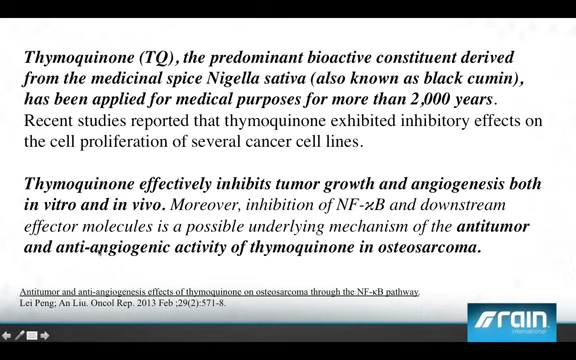 Thymoquinone (TQ), the predominant bioactive constituent derived
from the medicinal spice Nigella sativa (also known as black cumin),
has been applied for medical purposes for more than 2,000 years.
Recent studies reported that thymoquinone exhibited inhibitory effects on
the cell proliferation of several cancer cell lines.
Thymoquinone effectively inhibits tumor growth and angiogenesis both
in vitro and in vivo. Moreover, inhibition of NF-ϰB and downstream
effector molecules is a possible underlying mechanism of the antitumor
and anti-angiogenic activity of thymoquinone in osteosarcoma.
Antitumor and anti-angiogenesis effects of thymoquinone on osteosarcoma through the NF-κB pathway.
Lei Peng; An Liu. Oncol Rep. 2013 Feb ;29(2):571-8.
rain
international